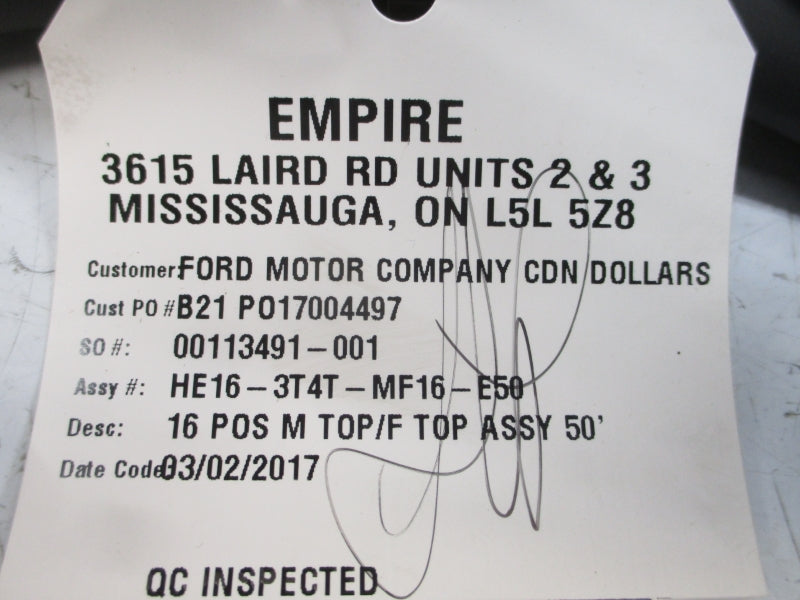 EMPIRE
3615 LAIRD RD UNITS 2 & 3
MISSISSAUGA, ON L5L 5Z8
Customer: FORD MOTOR COMPANY CDN DOLLARS
Cust PO # B21 PO17004497
SO #: 00113491-001
Assy #: HE16-3T4T-MF16-E50
Desc: 16 POS M TOP/F TOP ASSY 50'
Date Code: 03/02/2017
QC INSPECTED